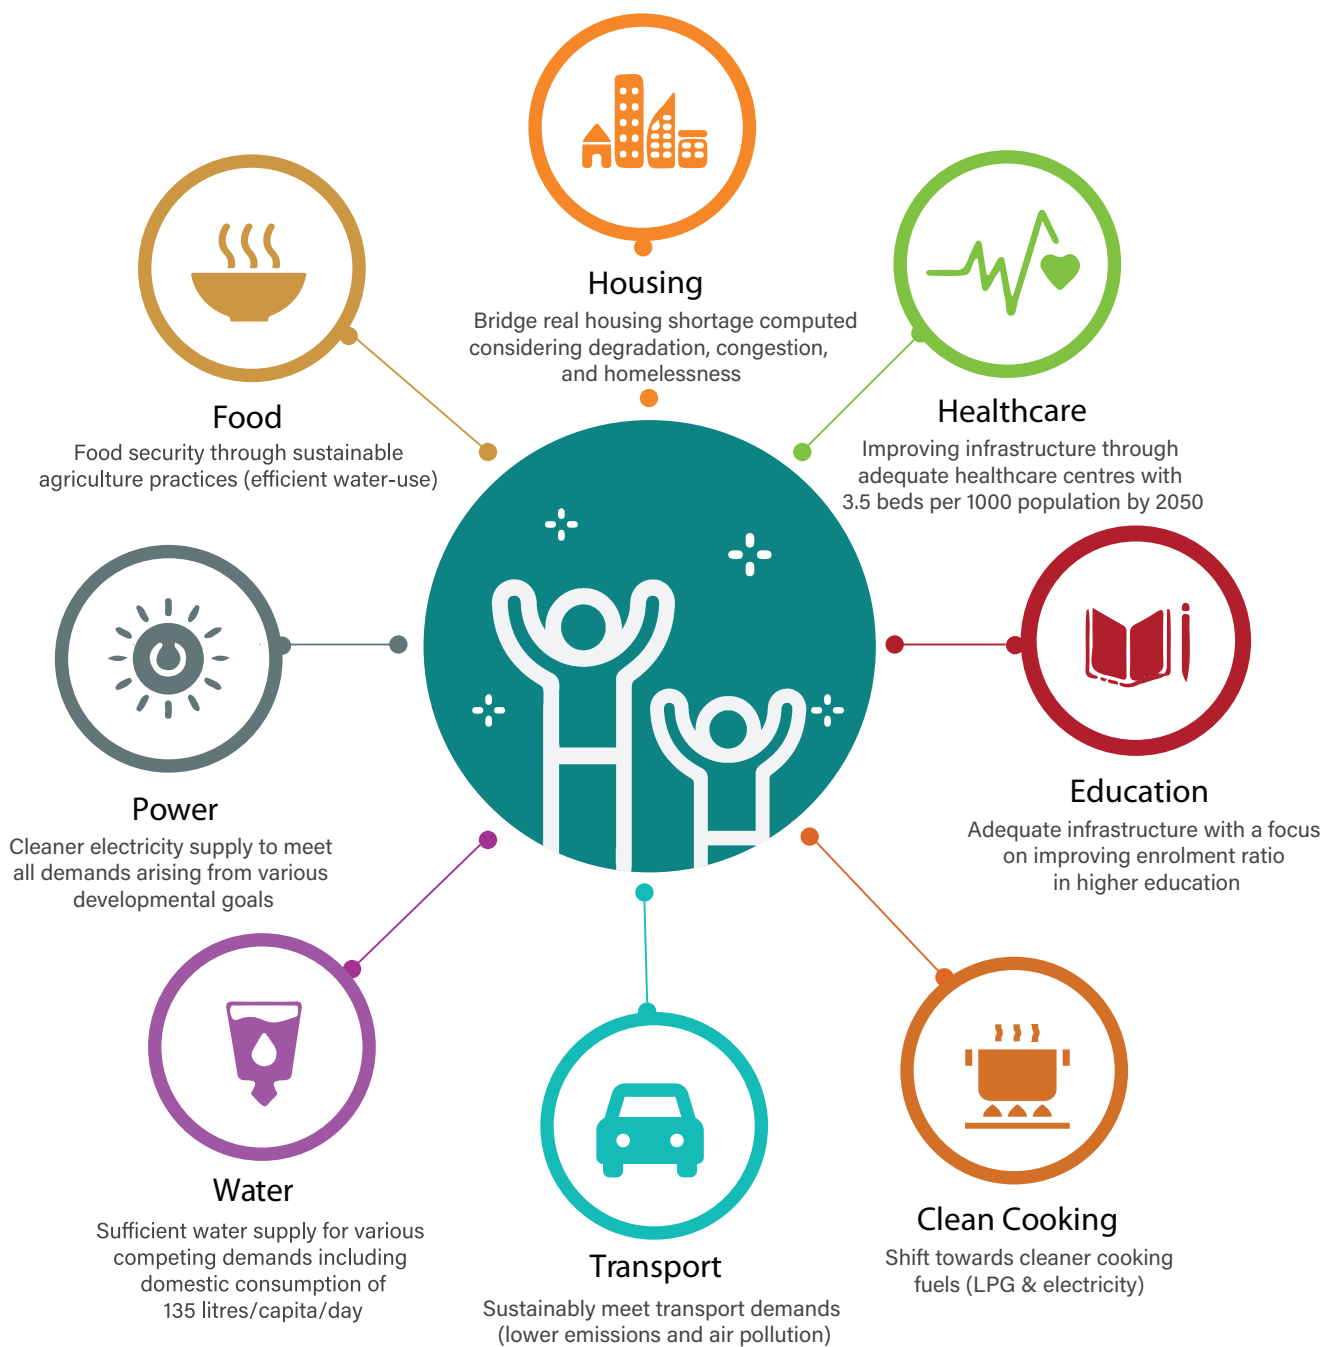 Housing
Bridge real housing shortage computed
considering degradation, congestion,
and homelessness
Healthcare
Improving infrastructure through
adequate healthcare centres with
3.5 beds per 1000 population by 2050
Education
Adequate infrastructure with a focus
on improving enrolment ratio
in higher education
Clean Cooking
Shift towards cleaner cooking
fuels (LPG & electricity)
Transport
Sustainably meet transport demands
(lower emissions and air pollution)
Water
Sufficient water supply for various
competing demands including
domestic consumption of
135 litres/capita/day
Power
Cleaner electricity supply to meet
all demands arising from various
developmental goals
Food
Food security through sustainable
agriculture practices (efficient water-use)